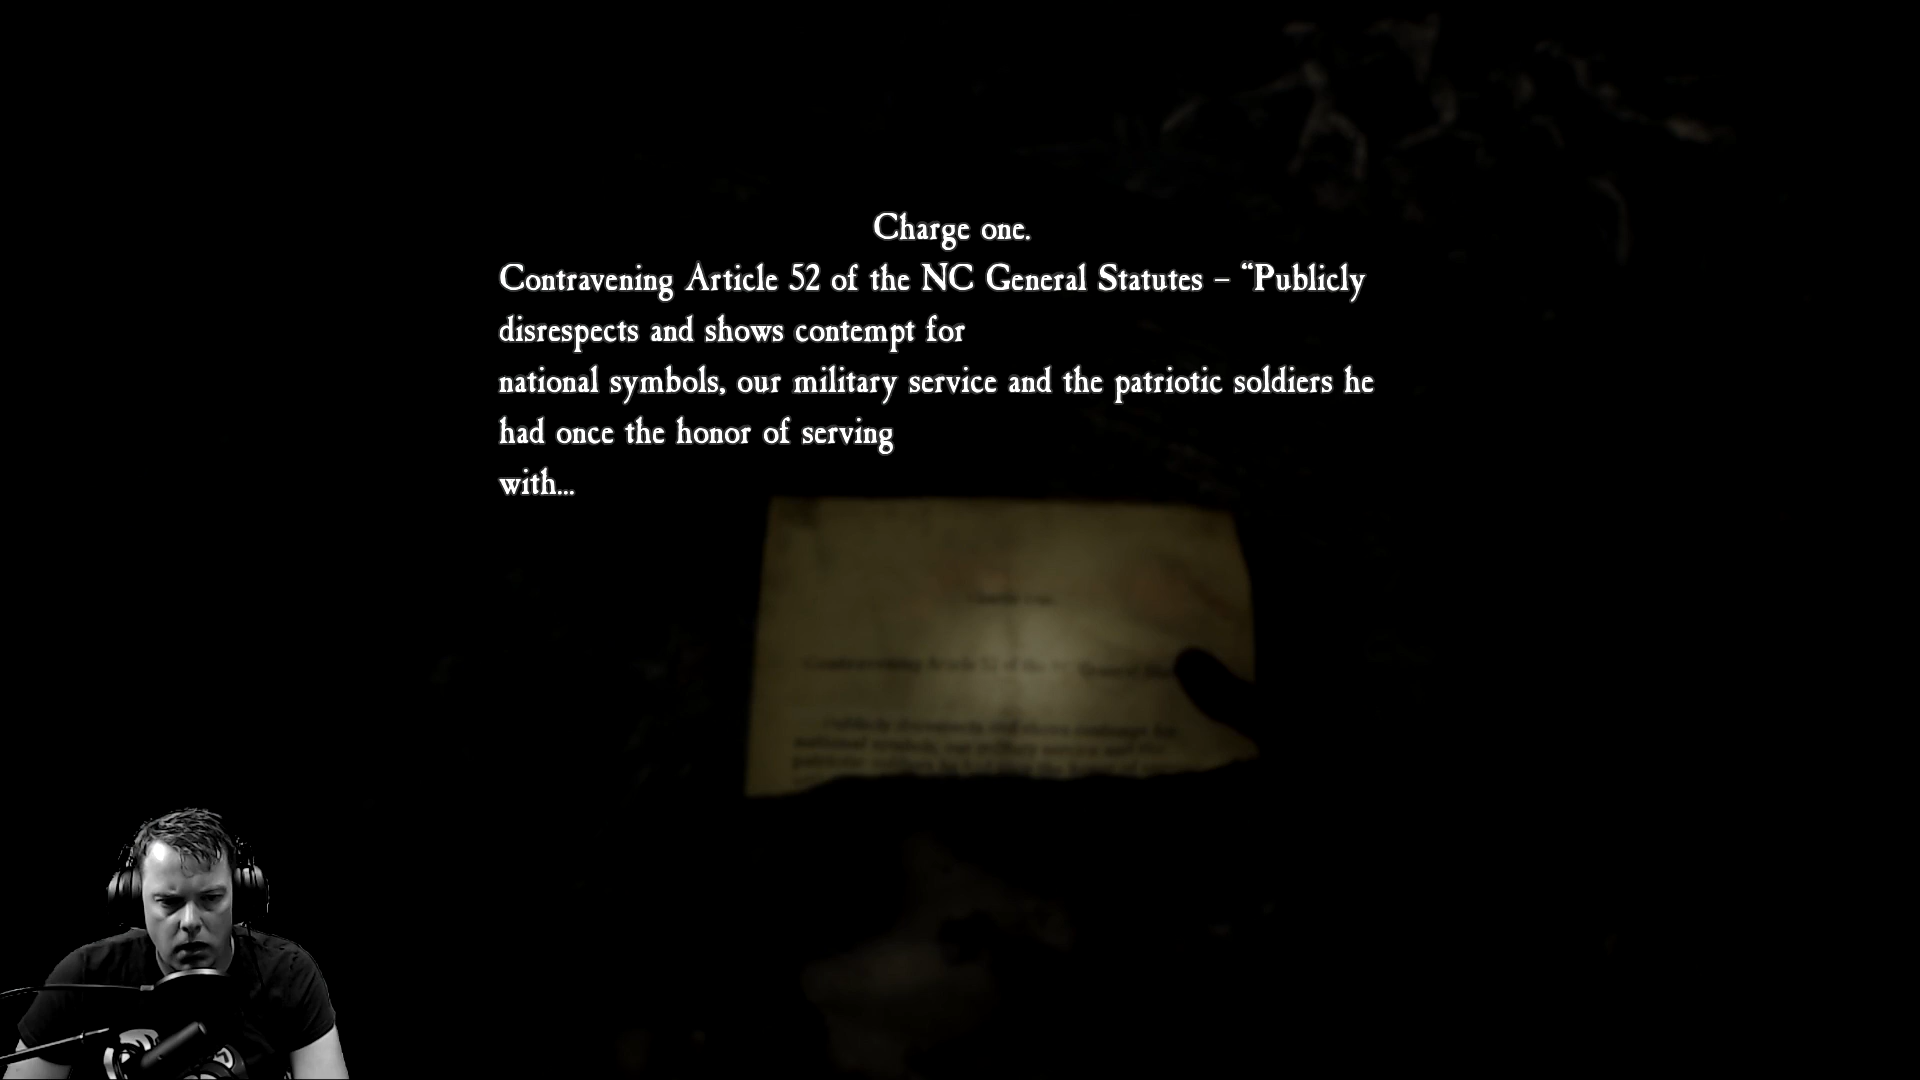 Charge one.
Contravening Article 52 of the NC General Statutes – “Publicly
disrespects and shows contempt for
national symbols, our military service and the patriotic soldiers he
had once the honor of serving
with...